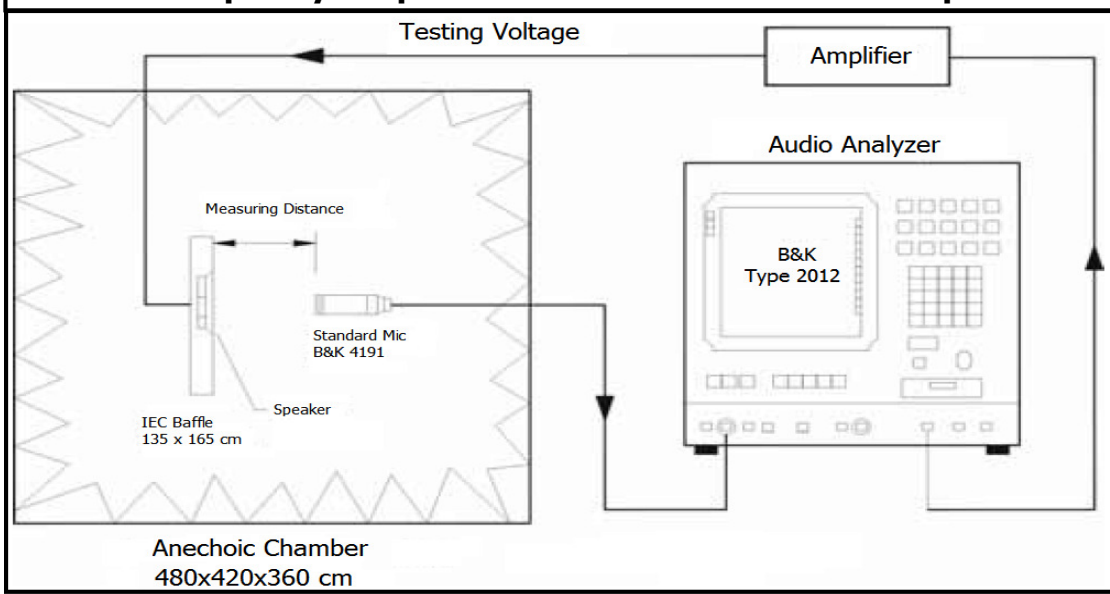 Testing Voltage
Amplifier
Audio Analyzer
Measuring Distance
B&K
Type 2012
Standard Mic
B&K 4191
Speaker
IEC Baffle
135 x 165 cm
Anechoic Chamber
480x420x360 cm